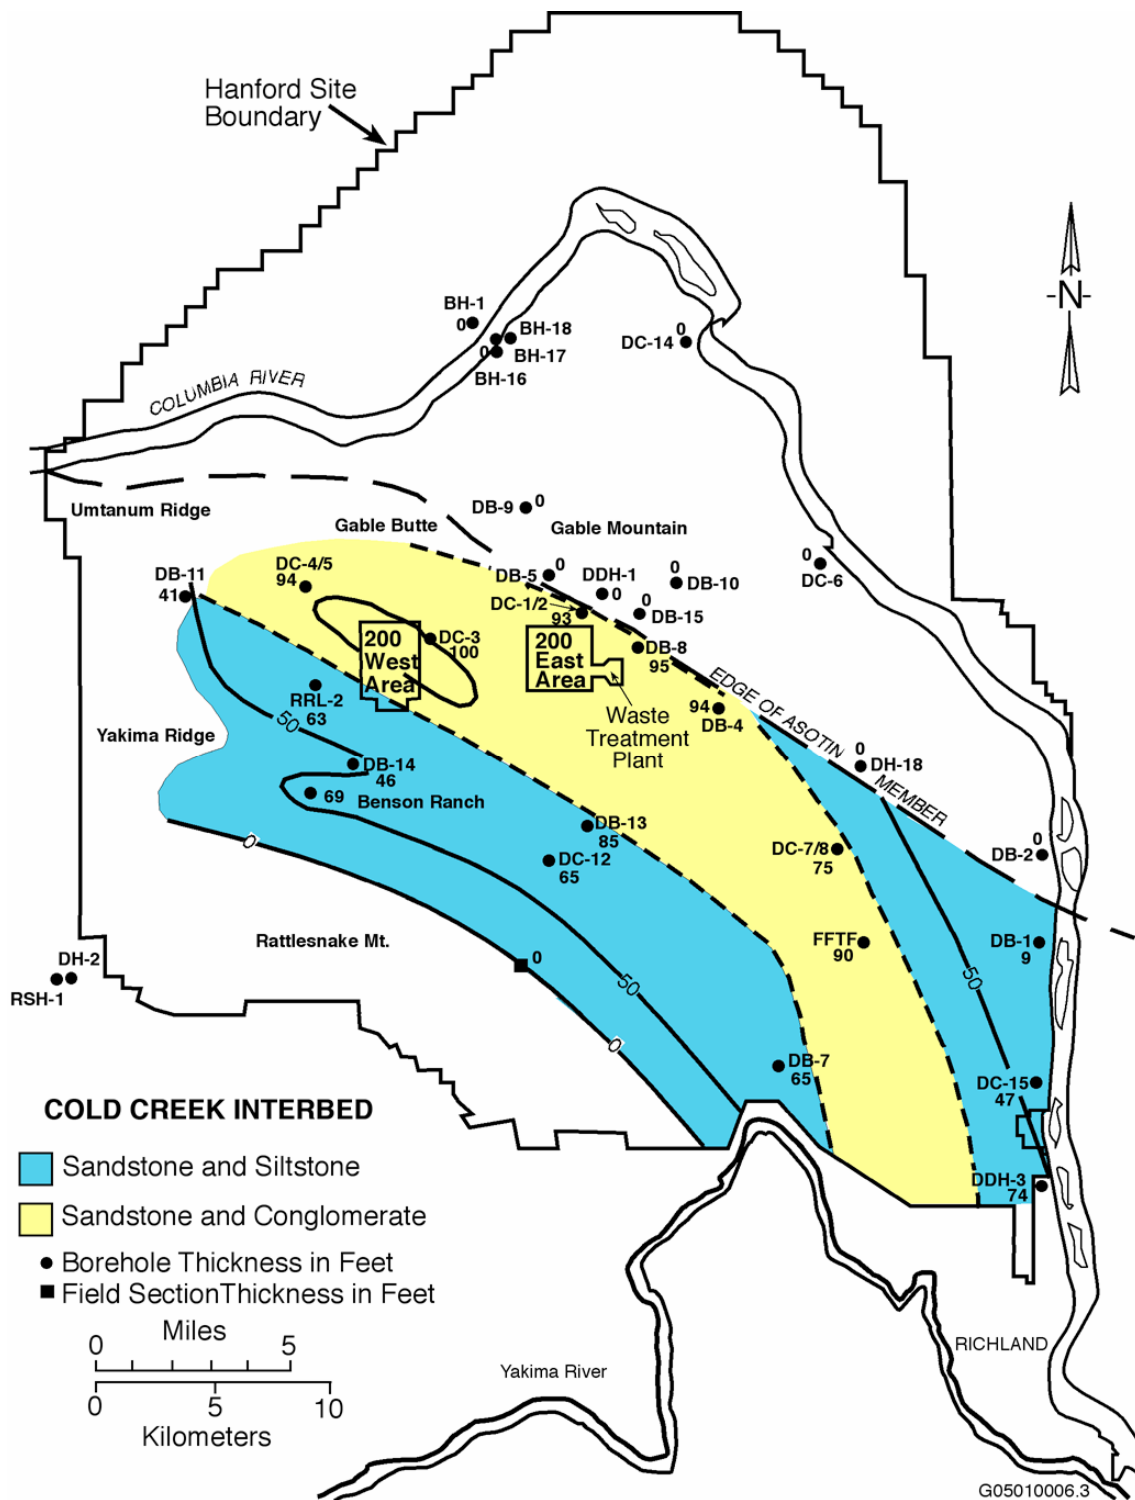 Hanford Site
Boundary
BH-1
0
BH-18
BH-17
0
BH-16
0
DC-14
-N-
COLUMBIA RIVER
Umtanum Ridge
Gable Butte
DB-9
0
Gable Mountain
0
DC-6
DB-11
41
DC-4/5
94
DB-5
0
DDH-1
0
0
DB-10
DC-1/2
93
0
DB-15
200
West
Area
DC-3
100
200
East
Area
DB-8
95
RRL-2
63
50
94
DB-4
EDGE OF ASOTIN
MEMBER
Waste
Treatment
Plant
Yakima Ridge
DB-14
46
0
DH-18
69
Benson Ranch
DB-13
85
DC-12
65
DC-7/8
75
0
DB-2
0
Rattlesnake Mt.
FFTF
90
DB-1
9
DH-2
RSH-1
0
50
50
0
DB-7
65
DC-15
47
DDH-3
74
COLD CREEK INTERBED
Sandstone and Siltstone
Sandstone and Conglomerate
Borehole Thickness in Feet
Field SectionThickness in Feet
Miles
0 5
0 5 10
Kilometers
RICHLAND
Yakima River
G05010006.3